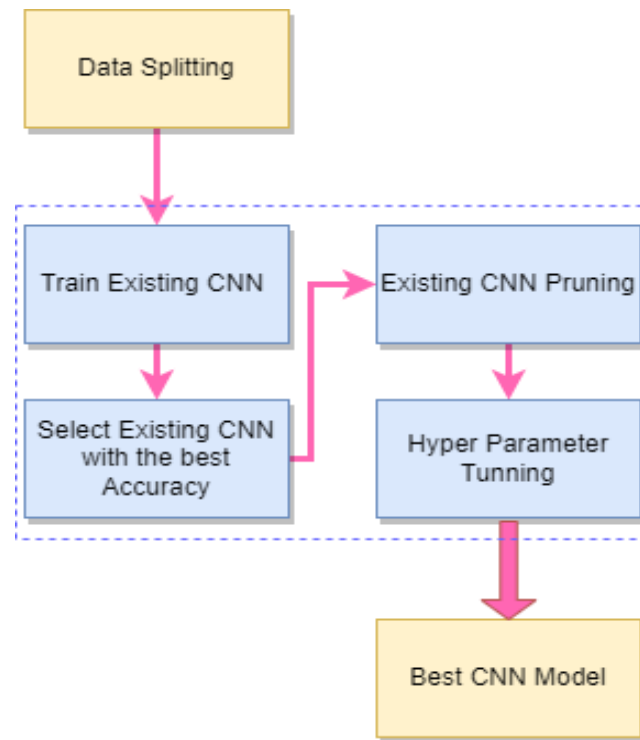 Data Splitting
Train Existing CNN
Select Existing CNN
with the best
Accuracy
Existing CNN Pruning
Hyper Parameter
Tunning
Best CNN Model